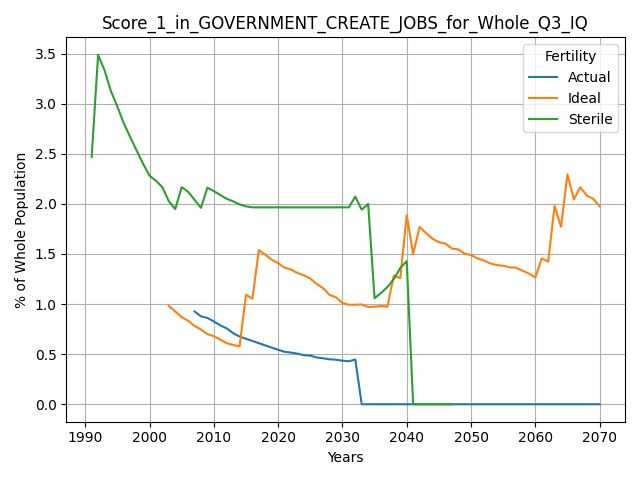 Score_1_in_GOVERNMENT_CREATE_JOBS_for_Whole_Q3_IQ
Fertility
Actual
Ideal
Sterile
% of Whole Population
3.5
3.0
2.5
2.0
1.5
1.0
0.5
0.0
1990 2000 2010 2020 2030 2040 2050 2060 2070
Years